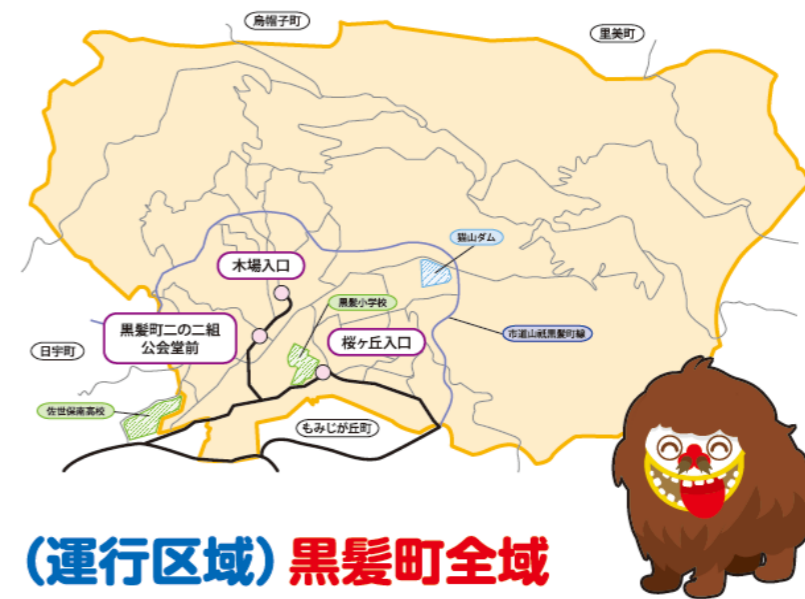 烏帽子町
里美町
猫山ダム
木場入口
黒髪小学校
黒髪町二の二組
公会堂前
桜ヶ丘入口
市道山祇黒髪町線
日宇町
佐世保南高校
もみじが丘町
（運行区域）黒髪町全域